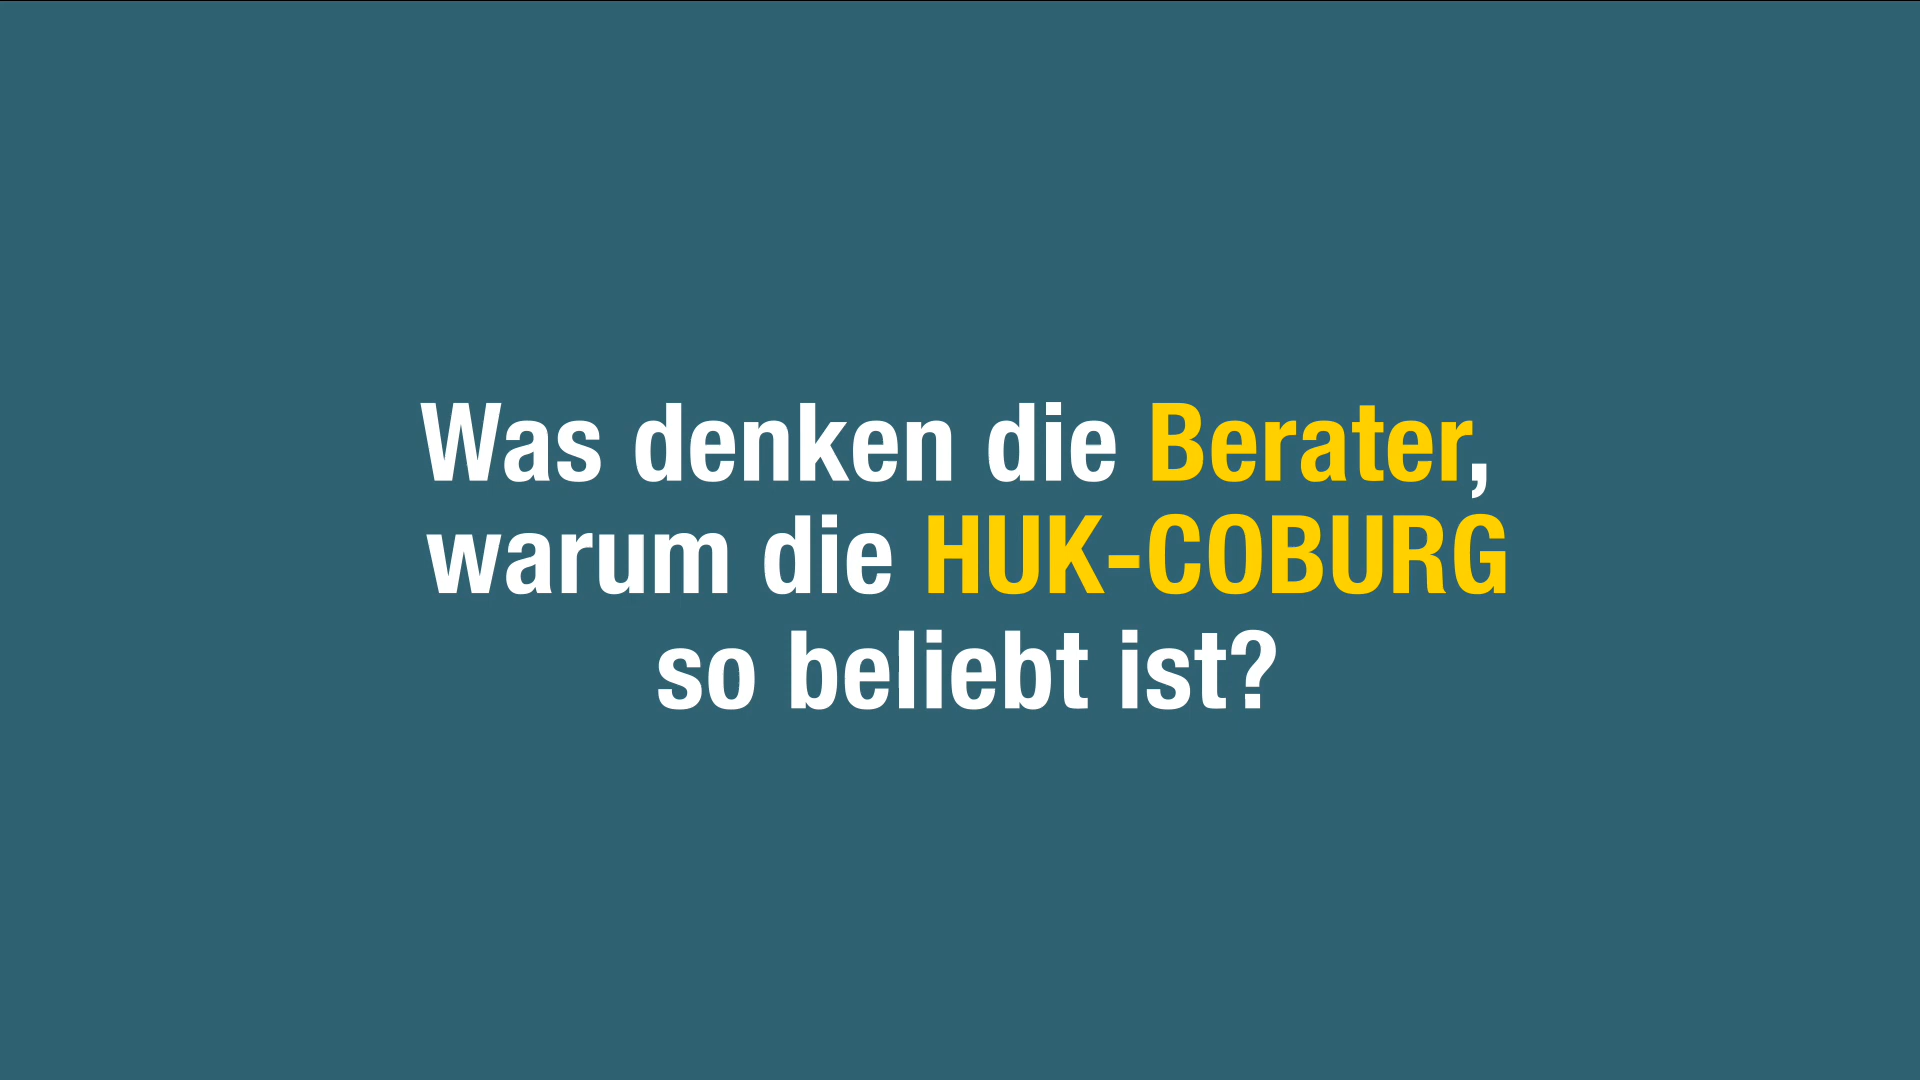 Was denken die Berater,
warum die HUK-COBURG
so beliebt ist?